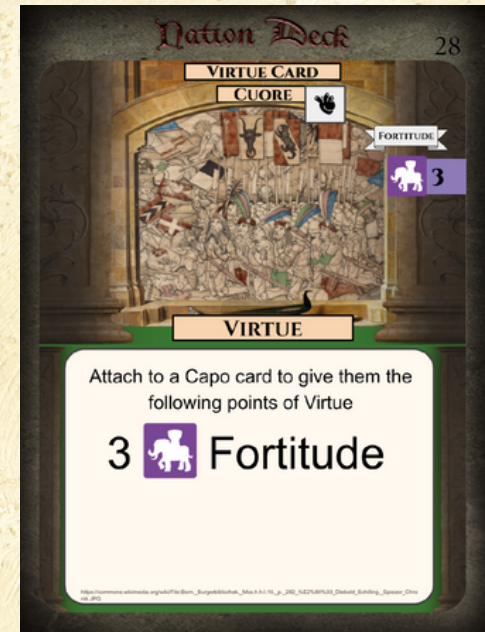 Nation Deck
28
VIRTUE CARD
CUORE
FORTITUDE
3
VIRTUE
Attach to a Capo card to give them the
following points of Virtue
3 Fortitude